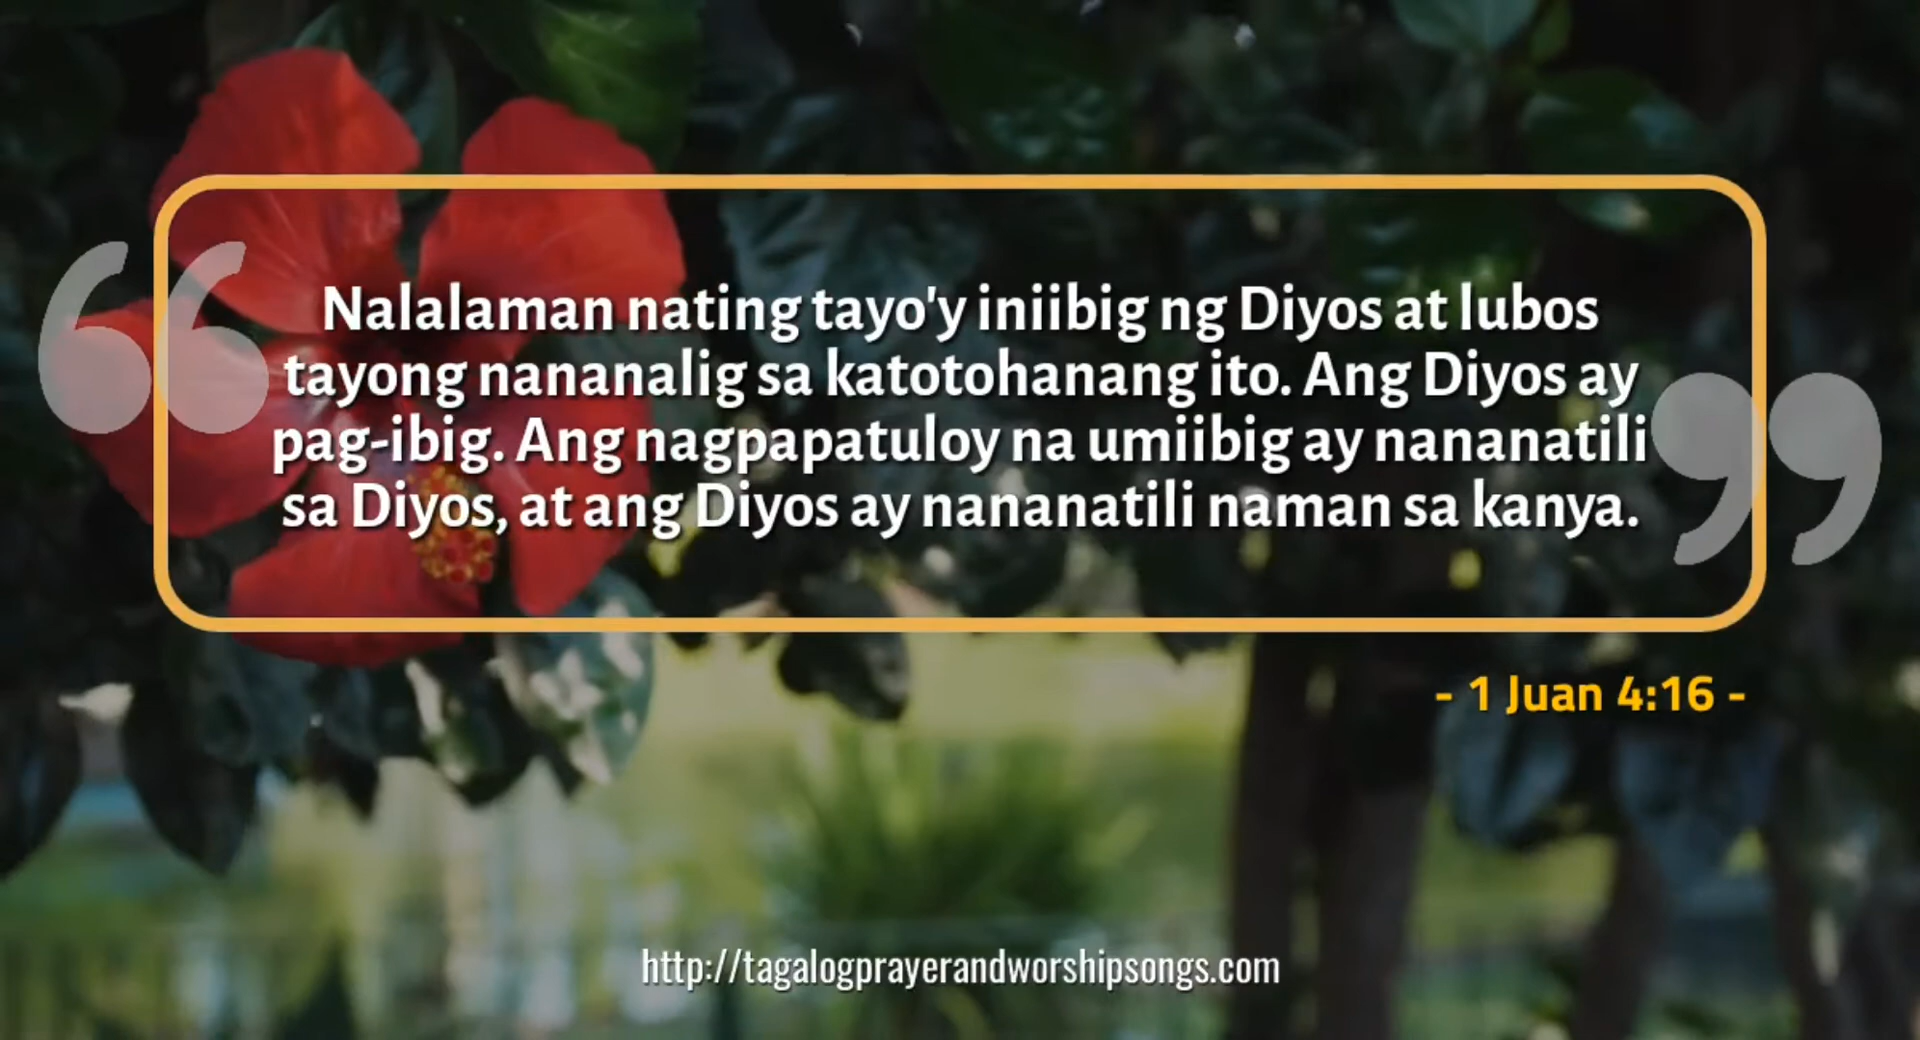 Nalalaman nating tayo'y iniibig ng Diyos at lubos
tayong nananalig sa katotohanang ito. Ang Diyos ay
pag-ibig. Ang nagpapatuloy na umiibig ay nananatili
sa Diyos, at ang Diyos ay nananatili naman sa kanya.
- 1 Juan 4:16 -
http://tagalogprayerandworshipsongs.com